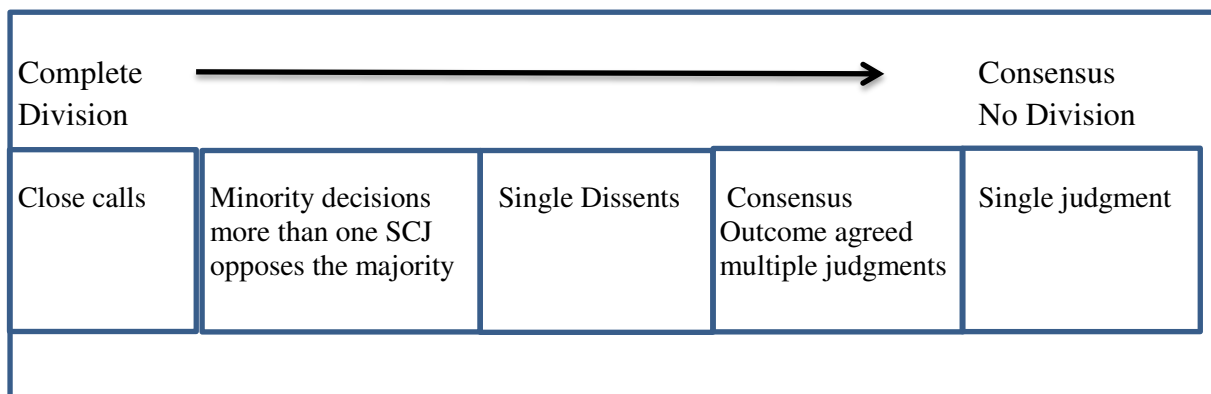 Complete
Division
Consensus
No Division
Close calls
Minority decisions
more than one SCJ
opposes the majority
Single Dissents
Consensus
Outcome agreed
multiple judgments
Single judgment